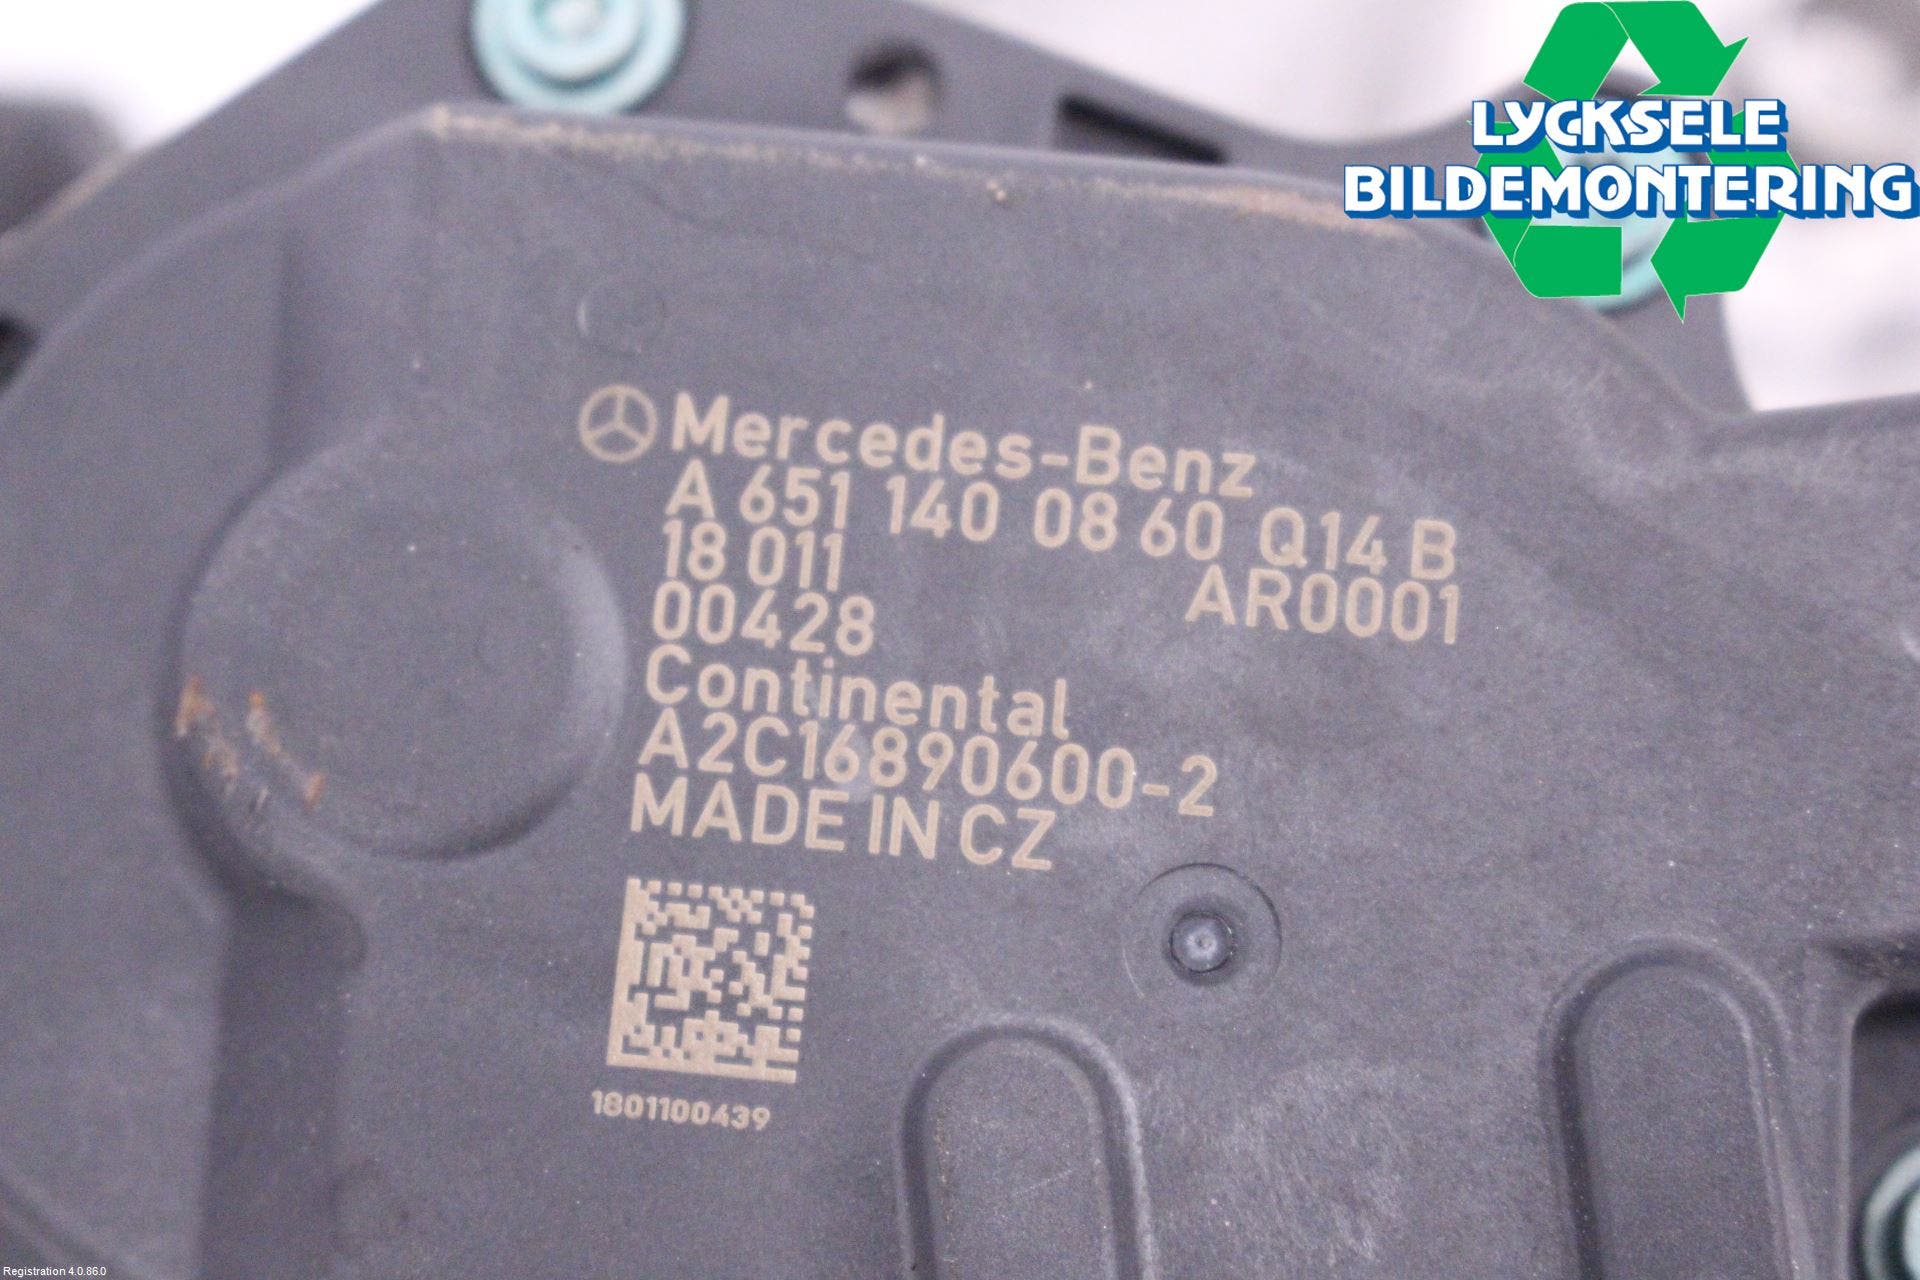 LYCKSELE
BILDEMONTERING
Mercedes-Benz
A 651 140 08 60 Q14 B
18 011 AR0001
00428
Continental
A2C16890600-2
MADE IN CZ
1801100439
Registration 4.0.86.0